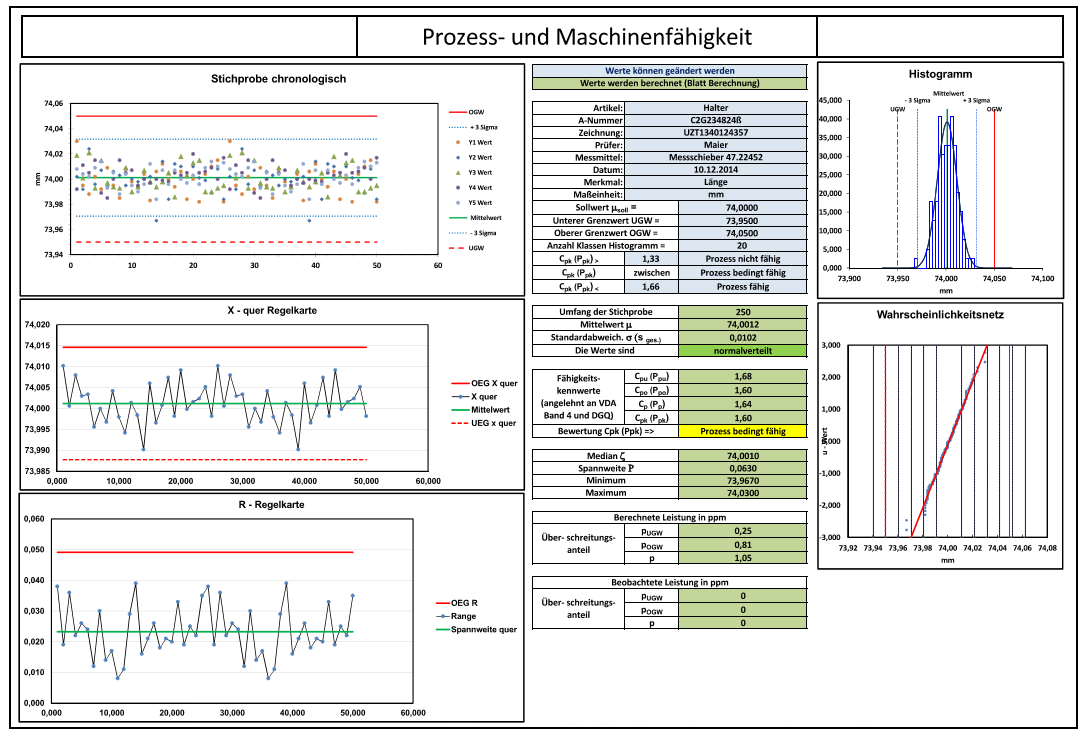 Prozess- und Maschinenfähigkeit
Stichprobe chronologisch
74,06
74,04
74,02
74,00
73,98
73,96
73,94
mm
0 10 20 30 40 50 60
OGW
+ 3 Sigma
Y1 Wert
Y2 Wert
Y3 Wert
Y4 Wert
Y5 Wert
Mittelwert
- 3 Sigma
UGW
X - quer Regelkarte
74,020
74,015
74,010
74,005
74,000
73,995
73,990
73,985
0,000 10,000 20,000 30,000 40,000 50,000 60,000
OEG X quer
X quer
Mittelwert
UEG x quer
R - Regelkarte
0,060
0,050
0,040
0,030
0,020
0,010
0,000
0,000 10,000 20,000 30,000 40,000 50,000 60,000
OEG R
Range
Spannweite quer
Werte können geändert werden
Werte werden berechnet (Blatt Berechnung)
Artikel: Halter
A-Nummer C2G234824ß
Zeichnung: UZT1340124357
Prüfer: Maier
Messmittel: Messschieber 47.22452
Datum: 10.12.2014
Merkmal: Länge
Maßeinheit: mm
Sollwert µsoll = 74,0000
Unterer Grenzwert UGW = 73,9500
Oberer Grenzwert OGW = 74,0500
Anzahl Klassen Histogramm = 20
Cpk (Ppk) > 1,33 Prozess nicht fähig
Cpk (Ppk) zwischen Prozess bedingt fähig
Cpk (Ppk) < 1,66 Prozess fähig
Umfang der Stichprobe 250
Mittelwert µ 74,0012
Standardabweich. σ (s ges.) 0,0102
Die Werte sind normalverteilt
Fähigkeits-
kennwerte
(angelehnt an VDA
Band 4 und DGQ)
Cpu (Ppu) 1,68
Cpo (Ppo) 1,60
Cp (Pp) 1,64
Cpk (Ppk) 1,60
Bewertung Cpk (Ppk) => Prozess bedingt fähig
Median ζ 74,0010
Spannweite P 0,0630
Minimum 73,9670
Maximum 74,0300
Berechnete Leistung in ppm
Über- schreitungs-
anteil
pUGW 0,25
pOGW 0,81
p 1,05
Beobachtete Leistung in ppm
Über- schreitungs-
anteil
pUGW 0
pOGW 0
p 0
Histogramm
Mittelwert
- 3 Sigma + 3 Sigma
UGW OGW
45,000
40,000
35,000
30,000
25,000
20,000
15,000
10,000
5,000
0,000
73,900 73,950 74,000 74,050 74,100
mm
Wahrscheinlichkeitsnetz
3,000
2,000
1,000
0,000
-1,000
-2,000
-3,000
u - Wert
73,92 73,94 73,96 73,98 74,00 74,02 74,04 74,06 74,08
mm